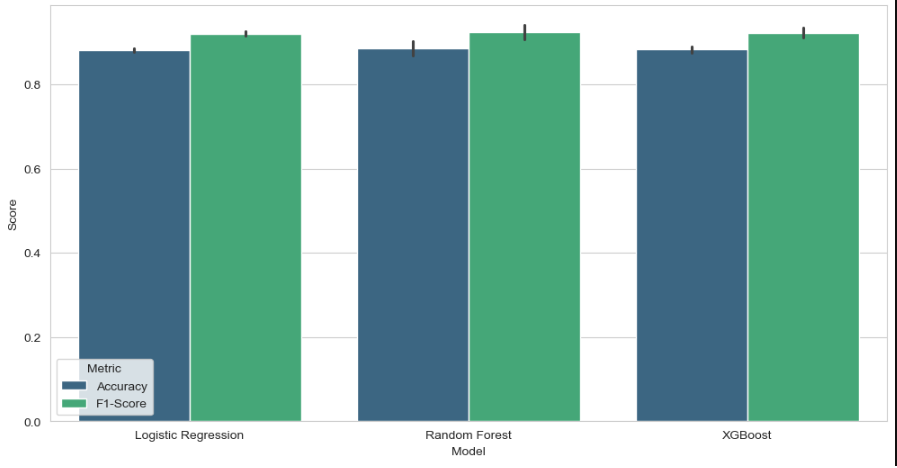 0.8
0.6
0.4
0.2
0.0
Score
Metric
Accuracy
F1-Score
Logistic Regression
Random Forest
XGBoost
Model